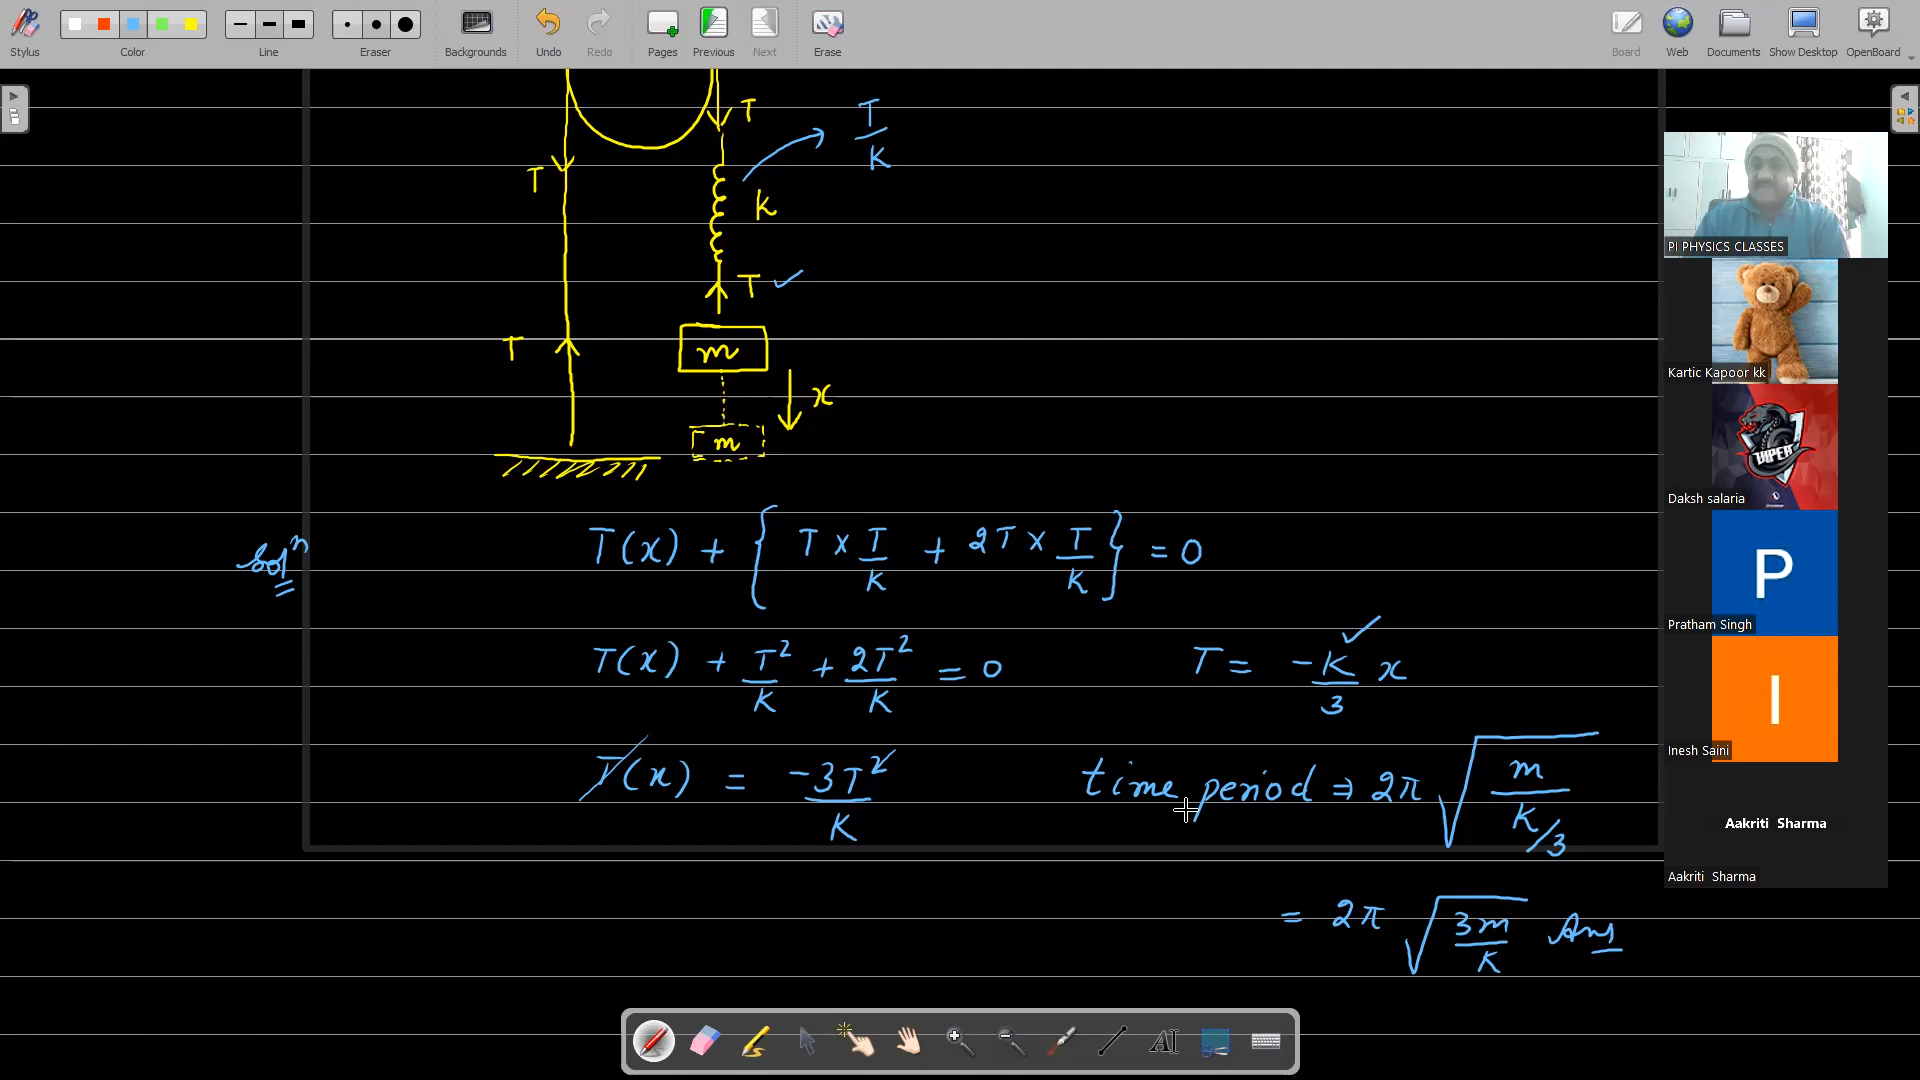 Stylus Color Line Eraser Backgrounds Undo Redo Pages Previous Next Erase Board Web Documents Show Desktop OpenBoard
T
T/K
T
k
T ✓
m
T
x
m
Solⁿ
T(x) + { T × T/K + 2T × T/K } = 0
T(x) + T²/K + 2T²/K = 0
T = -K/3 x
T(x) = -3T²/K
time period ⇒ 2π √(m/(K/3))
= 2π √(3m/K) Ans
PI PHYSICS CLASSES
Kartic Kapoor kk
VIPER
Daksh salaria
P
Pratham Singh
I
Inesh Saini
Aakriti Sharma
Aakriti Sharma
AI